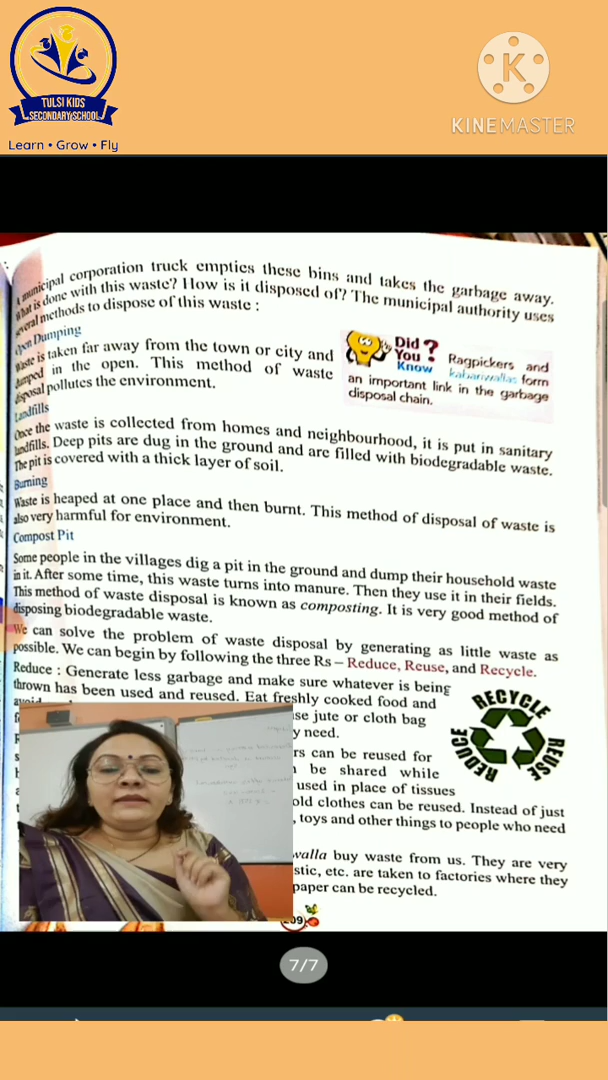 TULSI KIDS
SECONDARY SCHOOL
Learn • Grow • Fly
K
KINEMASTER
A municipal corporation truck empties these bins and takes the garbage away.
What is done with this waste? How is it disposed of? The municipal authority uses
several methods to dispose of this waste :
Open Dumping
Waste is taken far away from the town or city and
dumped in the open. This method of waste
disposal pollutes the environment.
Did
You ?
Know
Ragpickers and
kabariwallas form
an important link in the garbage
disposal chain.
Landfills
Once the waste is collected from homes and neighbourhood, it is put in sanitary
landfills. Deep pits are dug in the ground and are filled with biodegradable waste.
The pit is covered with a thick layer of soil.
Burning
Waste is heaped at one place and then burnt. This method of disposal of waste is
also very harmful for environment.
Compost Pit
Some people in the villages dig a pit in the ground and dump their household waste
in it. After some time, this waste turns into manure. Then they use it in their fields.
This method of waste disposal is known as composting. It is very good method of
disposing biodegradable waste.
We can solve the problem of waste disposal by generating as little waste as
possible. We can begin by following the three Rs – Reduce, Reuse, and Recycle.
Reduce : Generate less garbage and make sure whatever is being
thrown has been used and reused. Eat freshly cooked food and
avoid
se jute or cloth bag
y need.
RECYCLE
REDUCE
REUSE
rs can be reused for
be shared while
used in place of tissues
old clothes can be reused. Instead of just
, toys and other things to people who need
walla buy waste from us. They are very
stic, etc. are taken to factories where they
paper can be recycled.
209
7/7